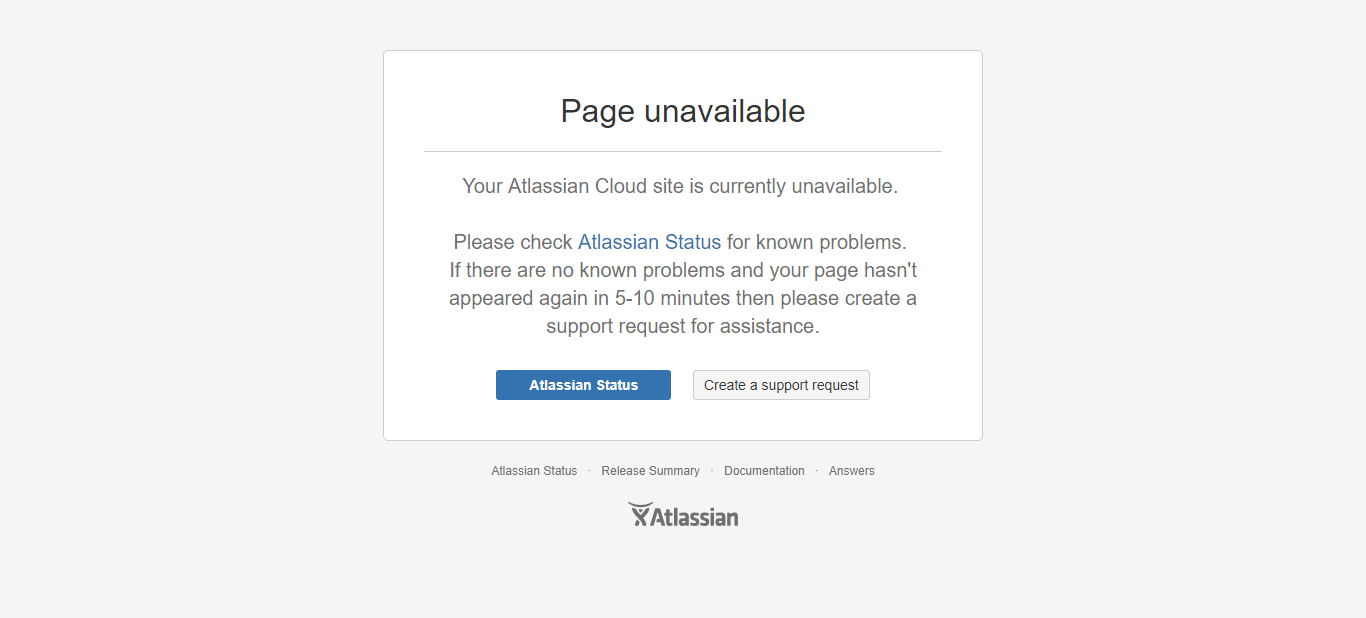 Page unavailable
Your Atlassian Cloud site is currently unavailable.
Please check Atlassian Status for known problems.
If there are no known problems and your page hasn't
appeared again in 5-10 minutes then please create a
support request for assistance.
Atlassian Status Create a support request
Atlassian Status · Release Summary · Documentation · Answers
Atlassian